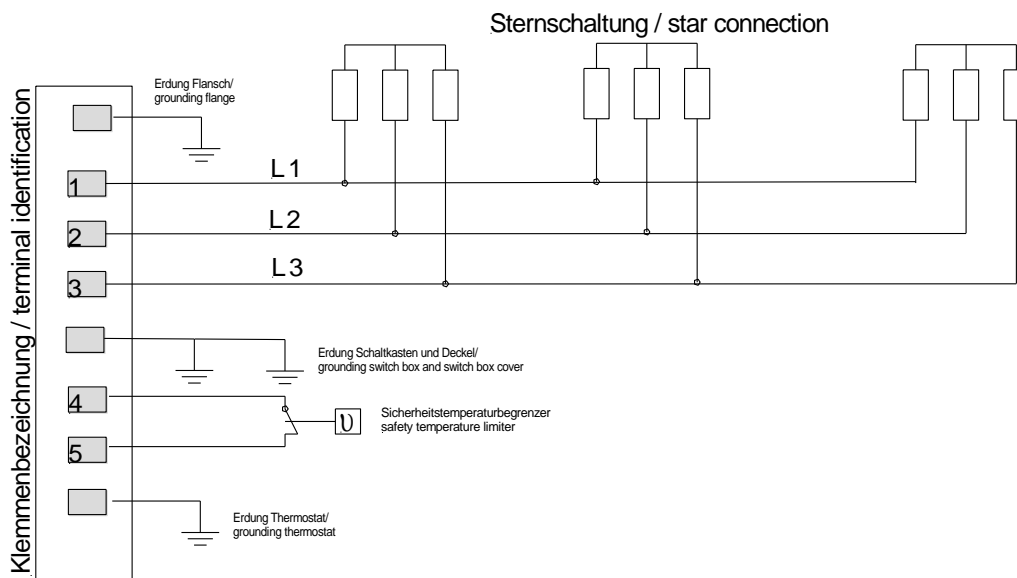 Sternschaltung / star connection
Klemmenbezeichnung / terminal identification
Erdung Flansch/
grounding flange
1
L1
2
L2
3
L3
Erdung Schaltkasten und Deckel/
grounding switch box and switch box cover
4
Sicherheitstemperaturbegrenzer
safety temperature limiter
υ
5
Erdung Thermostat/
grounding thermostat